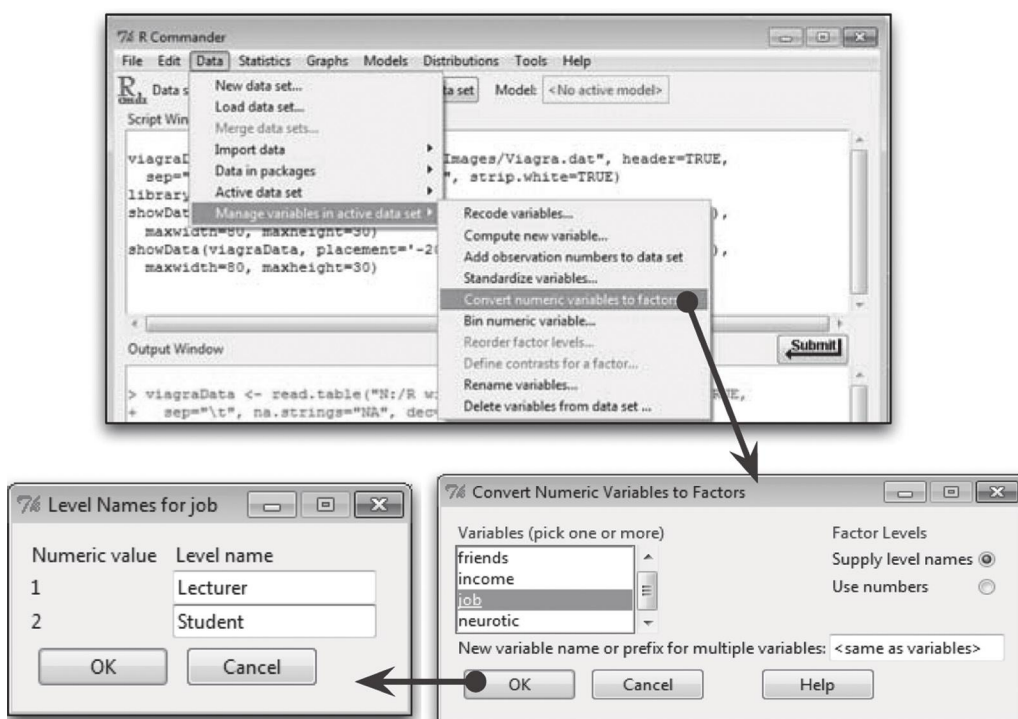 R Commander
File Edit Data Statistics Graphs Models Distributions Tools Help
R cmdr Data s ta set Model: <No active model>
New data set...
Load data set...
Merge data sets...
Import data
Data in packages
Active data set
Manage variables in active data set
Script Win
viagraD Images/Viagra.dat", header=TRUE,
sep=" ", strip.white=TRUE)
library
showDat ),
maxwidth=80, maxheight=30)
showData(viagraData, placement='-20 ),
maxwidth=80, maxheight=30)
Recode variables...
Compute new variable...
Add observation numbers to data set
Standardize variables...
Convert numeric variables to factors
Bin numeric variable...
Reorder factor levels...
Define contrasts for a factor...
Rename variables...
Delete variables from data set ...
Output Window
Submit
> viagraData <- read.table("N:/R w RUE,
+ sep="\t", na.strings="NA", dec
Level Names for job
Numeric value Level name
1 Lecturer
2 Student
OK Cancel
Convert Numeric Variables to Factors
Variables (pick one or more) Factor Levels
friends Supply level names
income Use numbers
job
neurotic
New variable name or prefix for multiple variables: <same as variables>
OK Cancel Help